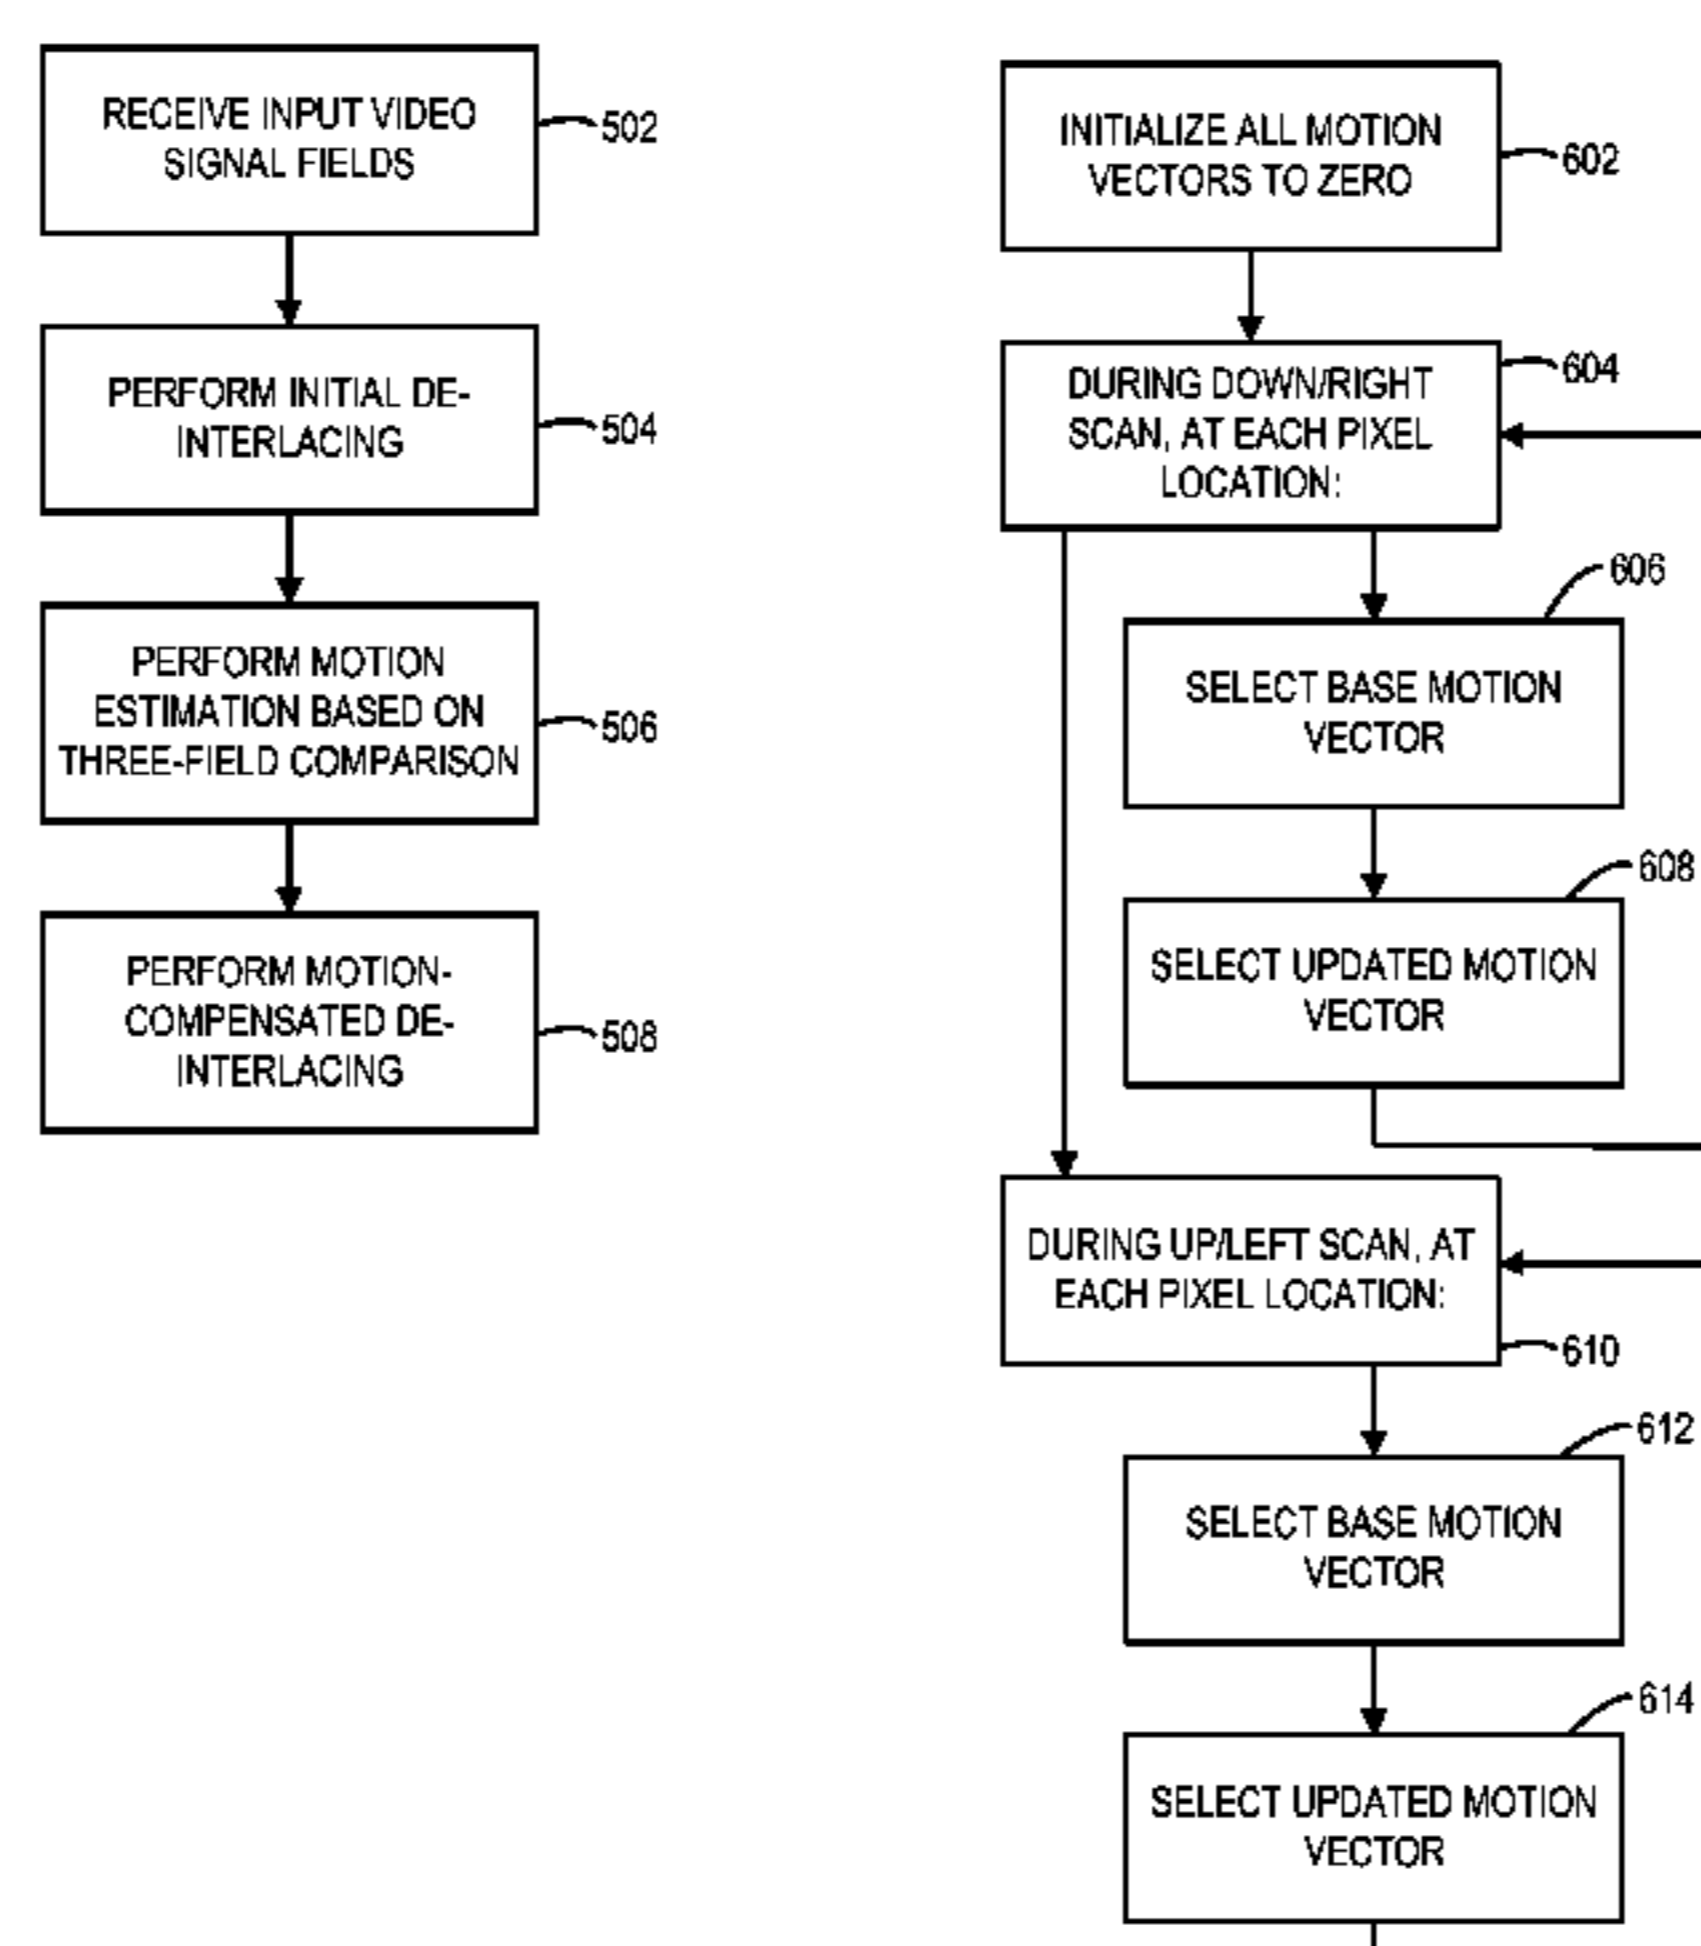 RECEIVE INPUT VIDEO
SIGNAL FIELDS
502
PERFORM INITIAL DE-
INTERLACING
504
PERFORM MOTION
ESTIMATION BASED ON
THREE-FIELD COMPARISON
506
PERFORM MOTION-
COMPENSATED DE-
INTERLACING
508
INITIALIZE ALL MOTION
VECTORS TO ZERO
602
DURING DOWN/RIGHT
SCAN, AT EACH PIXEL
LOCATION:
604
606
SELECT BASE MOTION
VECTOR
608
SELECT UPDATED MOTION
VECTOR
DURING UP/LEFT SCAN, AT
EACH PIXEL LOCATION:
610
612
SELECT BASE MOTION
VECTOR
614
SELECT UPDATED MOTION
VECTOR